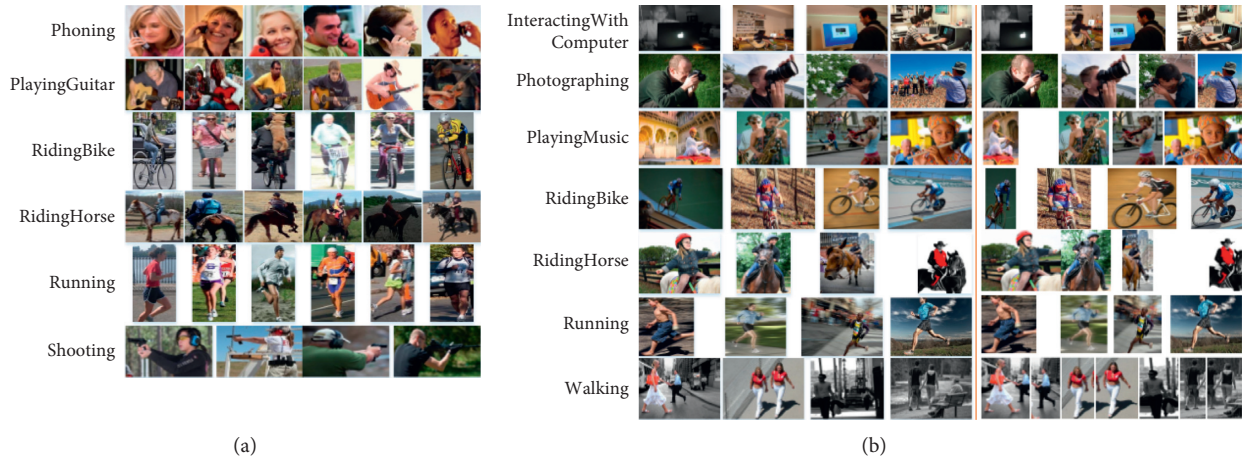 Phoning
PlayingGuitar
RidingBike
RidingHorse
Running
Shooting
(a)
InteractingWith
Computer
Photographing
PlayingMusic
RidingBike
RidingHorse
Running
Walking
(b)